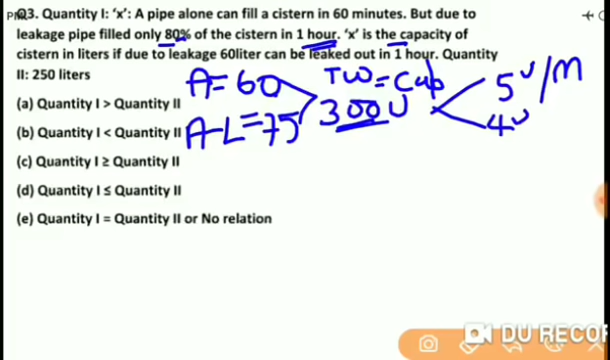 Q3. Quantity I: 'x': A pipe alone can fill a cistern in 60 minutes. But due to
leakage pipe filled only 80% of the cistern in 1 hour. 'x' is the capacity of
cistern in liters if due to leakage 60liter can be leaked out in 1 hour. Quantity
II: 250 liters
(a) Quantity I > Quantity II
(b) Quantity I < Quantity II
(c) Quantity I ≥ Quantity II
(d) Quantity I ≤ Quantity II
(e) Quantity I = Quantity II or No relation
A = 60
A-L = 75
TW = Cap
300 U
5 U/M
4 U
DU RECOR